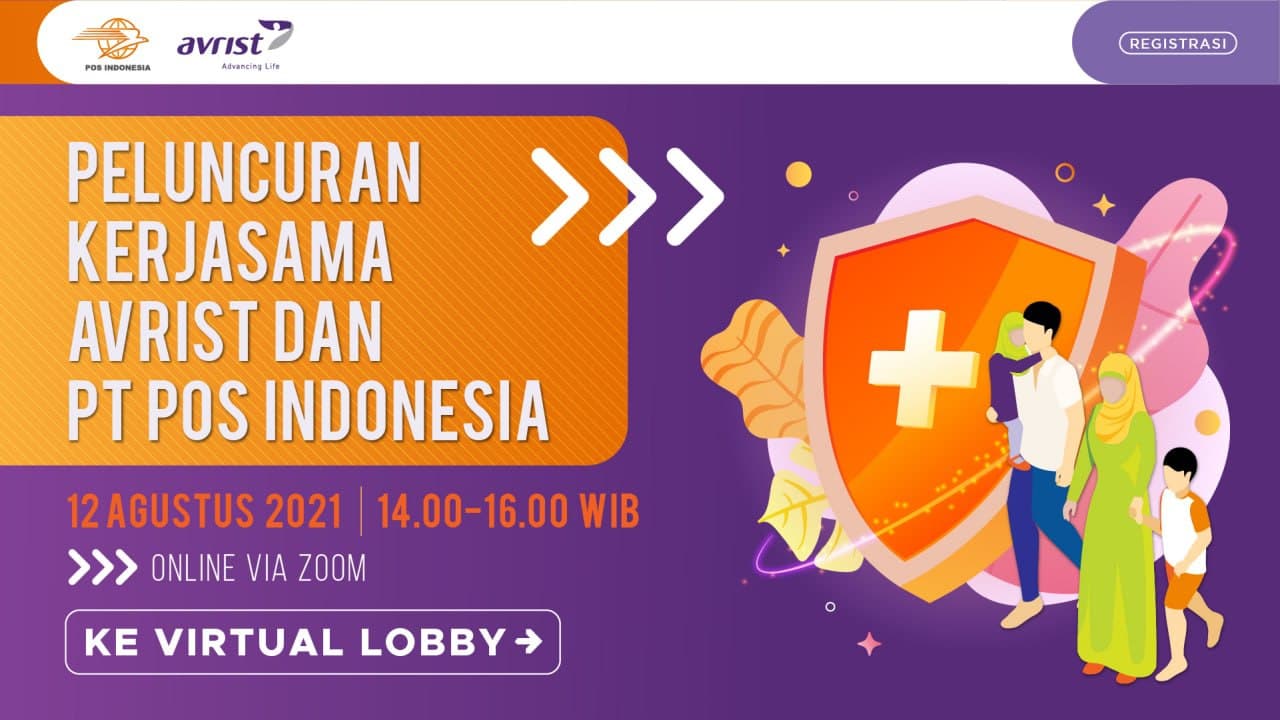 POS INDONESIA
avrist
Advancing Life
REGISTRASI
PELUNCURAN
KERJASAMA
AVRIST DAN
PT POS INDONESIA
12 AGUSTUS 2021 | 14.00-16.00 WIB
ONLINE VIA ZOOM
KE VIRTUAL LOBBY